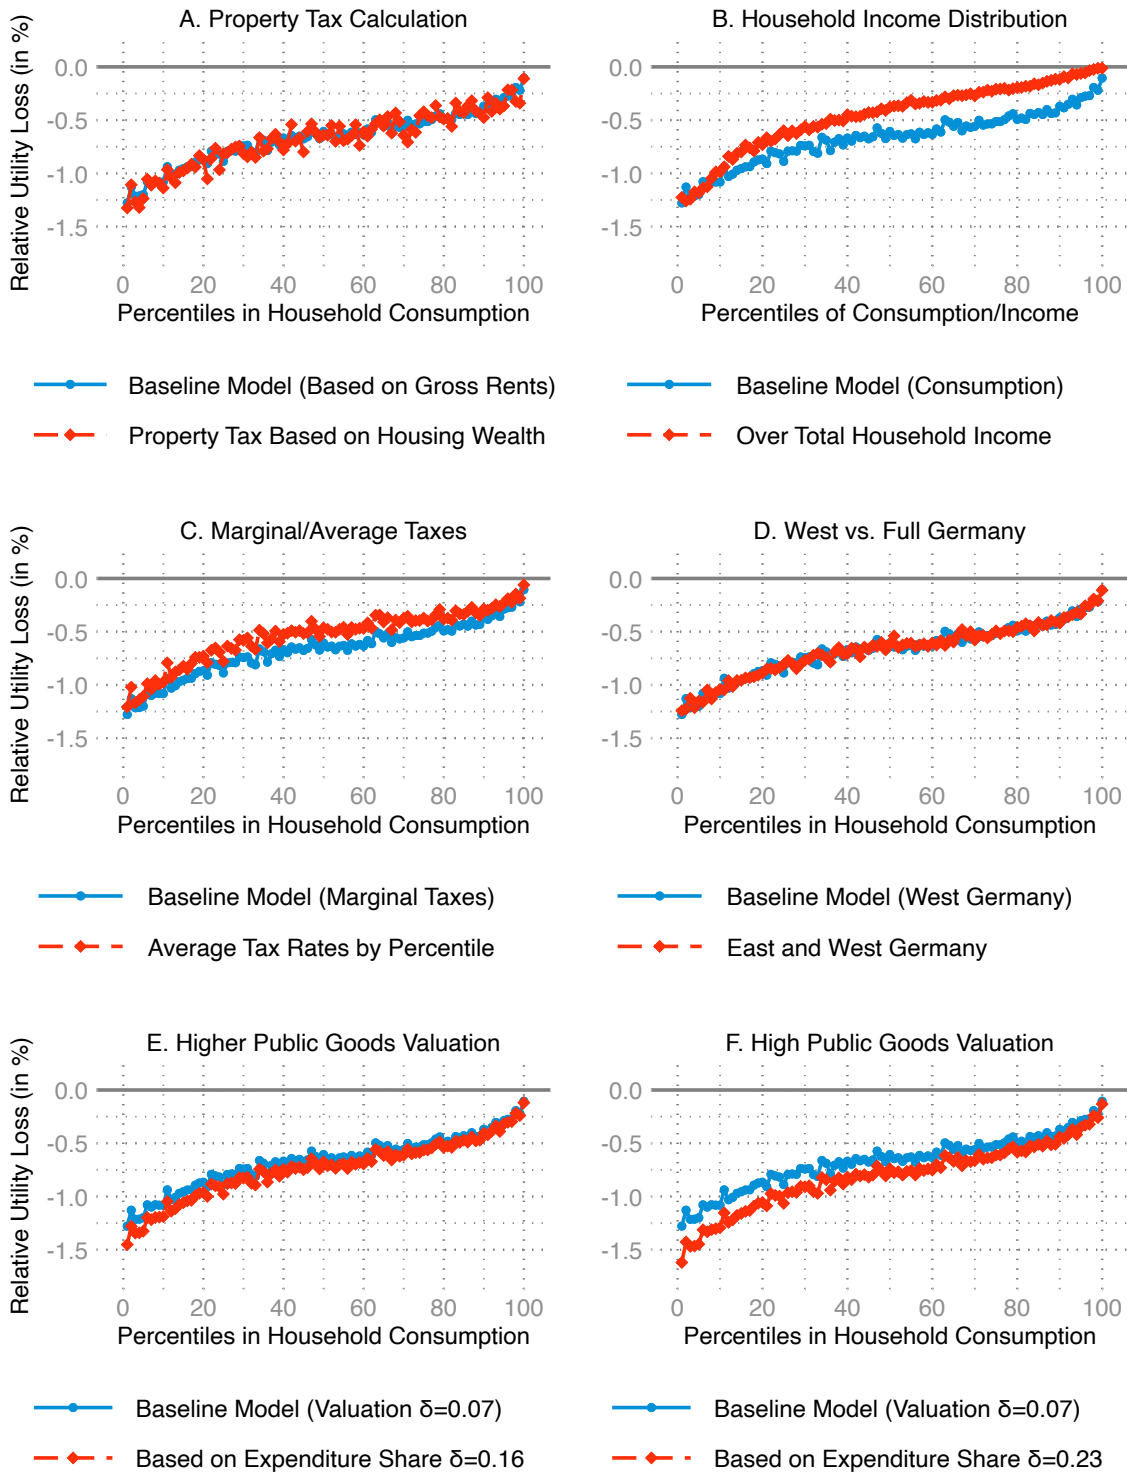 A. Property Tax Calculation
Relative Utility Loss (in %)
0.0
-0.5
-1.0
-1.5
0 20 40 60 80 100
Percentiles in Household Consumption
Baseline Model (Based on Gross Rents)
Property Tax Based on Housing Wealth
B. Household Income Distribution
0.0
-0.5
-1.0
-1.5
0 20 40 60 80 100
Percentiles of Consumption/Income
Baseline Model (Consumption)
Over Total Household Income
C. Marginal/Average Taxes
Relative Utility Loss (in %)
0.0
-0.5
-1.0
-1.5
0 20 40 60 80 100
Percentiles in Household Consumption
Baseline Model (Marginal Taxes)
Average Tax Rates by Percentile
D. West vs. Full Germany
0.0
-0.5
-1.0
-1.5
0 20 40 60 80 100
Percentiles in Household Consumption
Baseline Model (West Germany)
East and West Germany
E. Higher Public Goods Valuation
Relative Utility Loss (in %)
0.0
-0.5
-1.0
-1.5
0 20 40 60 80 100
Percentiles in Household Consumption
Baseline Model (Valuation δ=0.07)
Based on Expenditure Share δ=0.16
F. High Public Goods Valuation
0.0
-0.5
-1.0
-1.5
0 20 40 60 80 100
Percentiles in Household Consumption
Baseline Model (Valuation δ=0.07)
Based on Expenditure Share δ=0.23